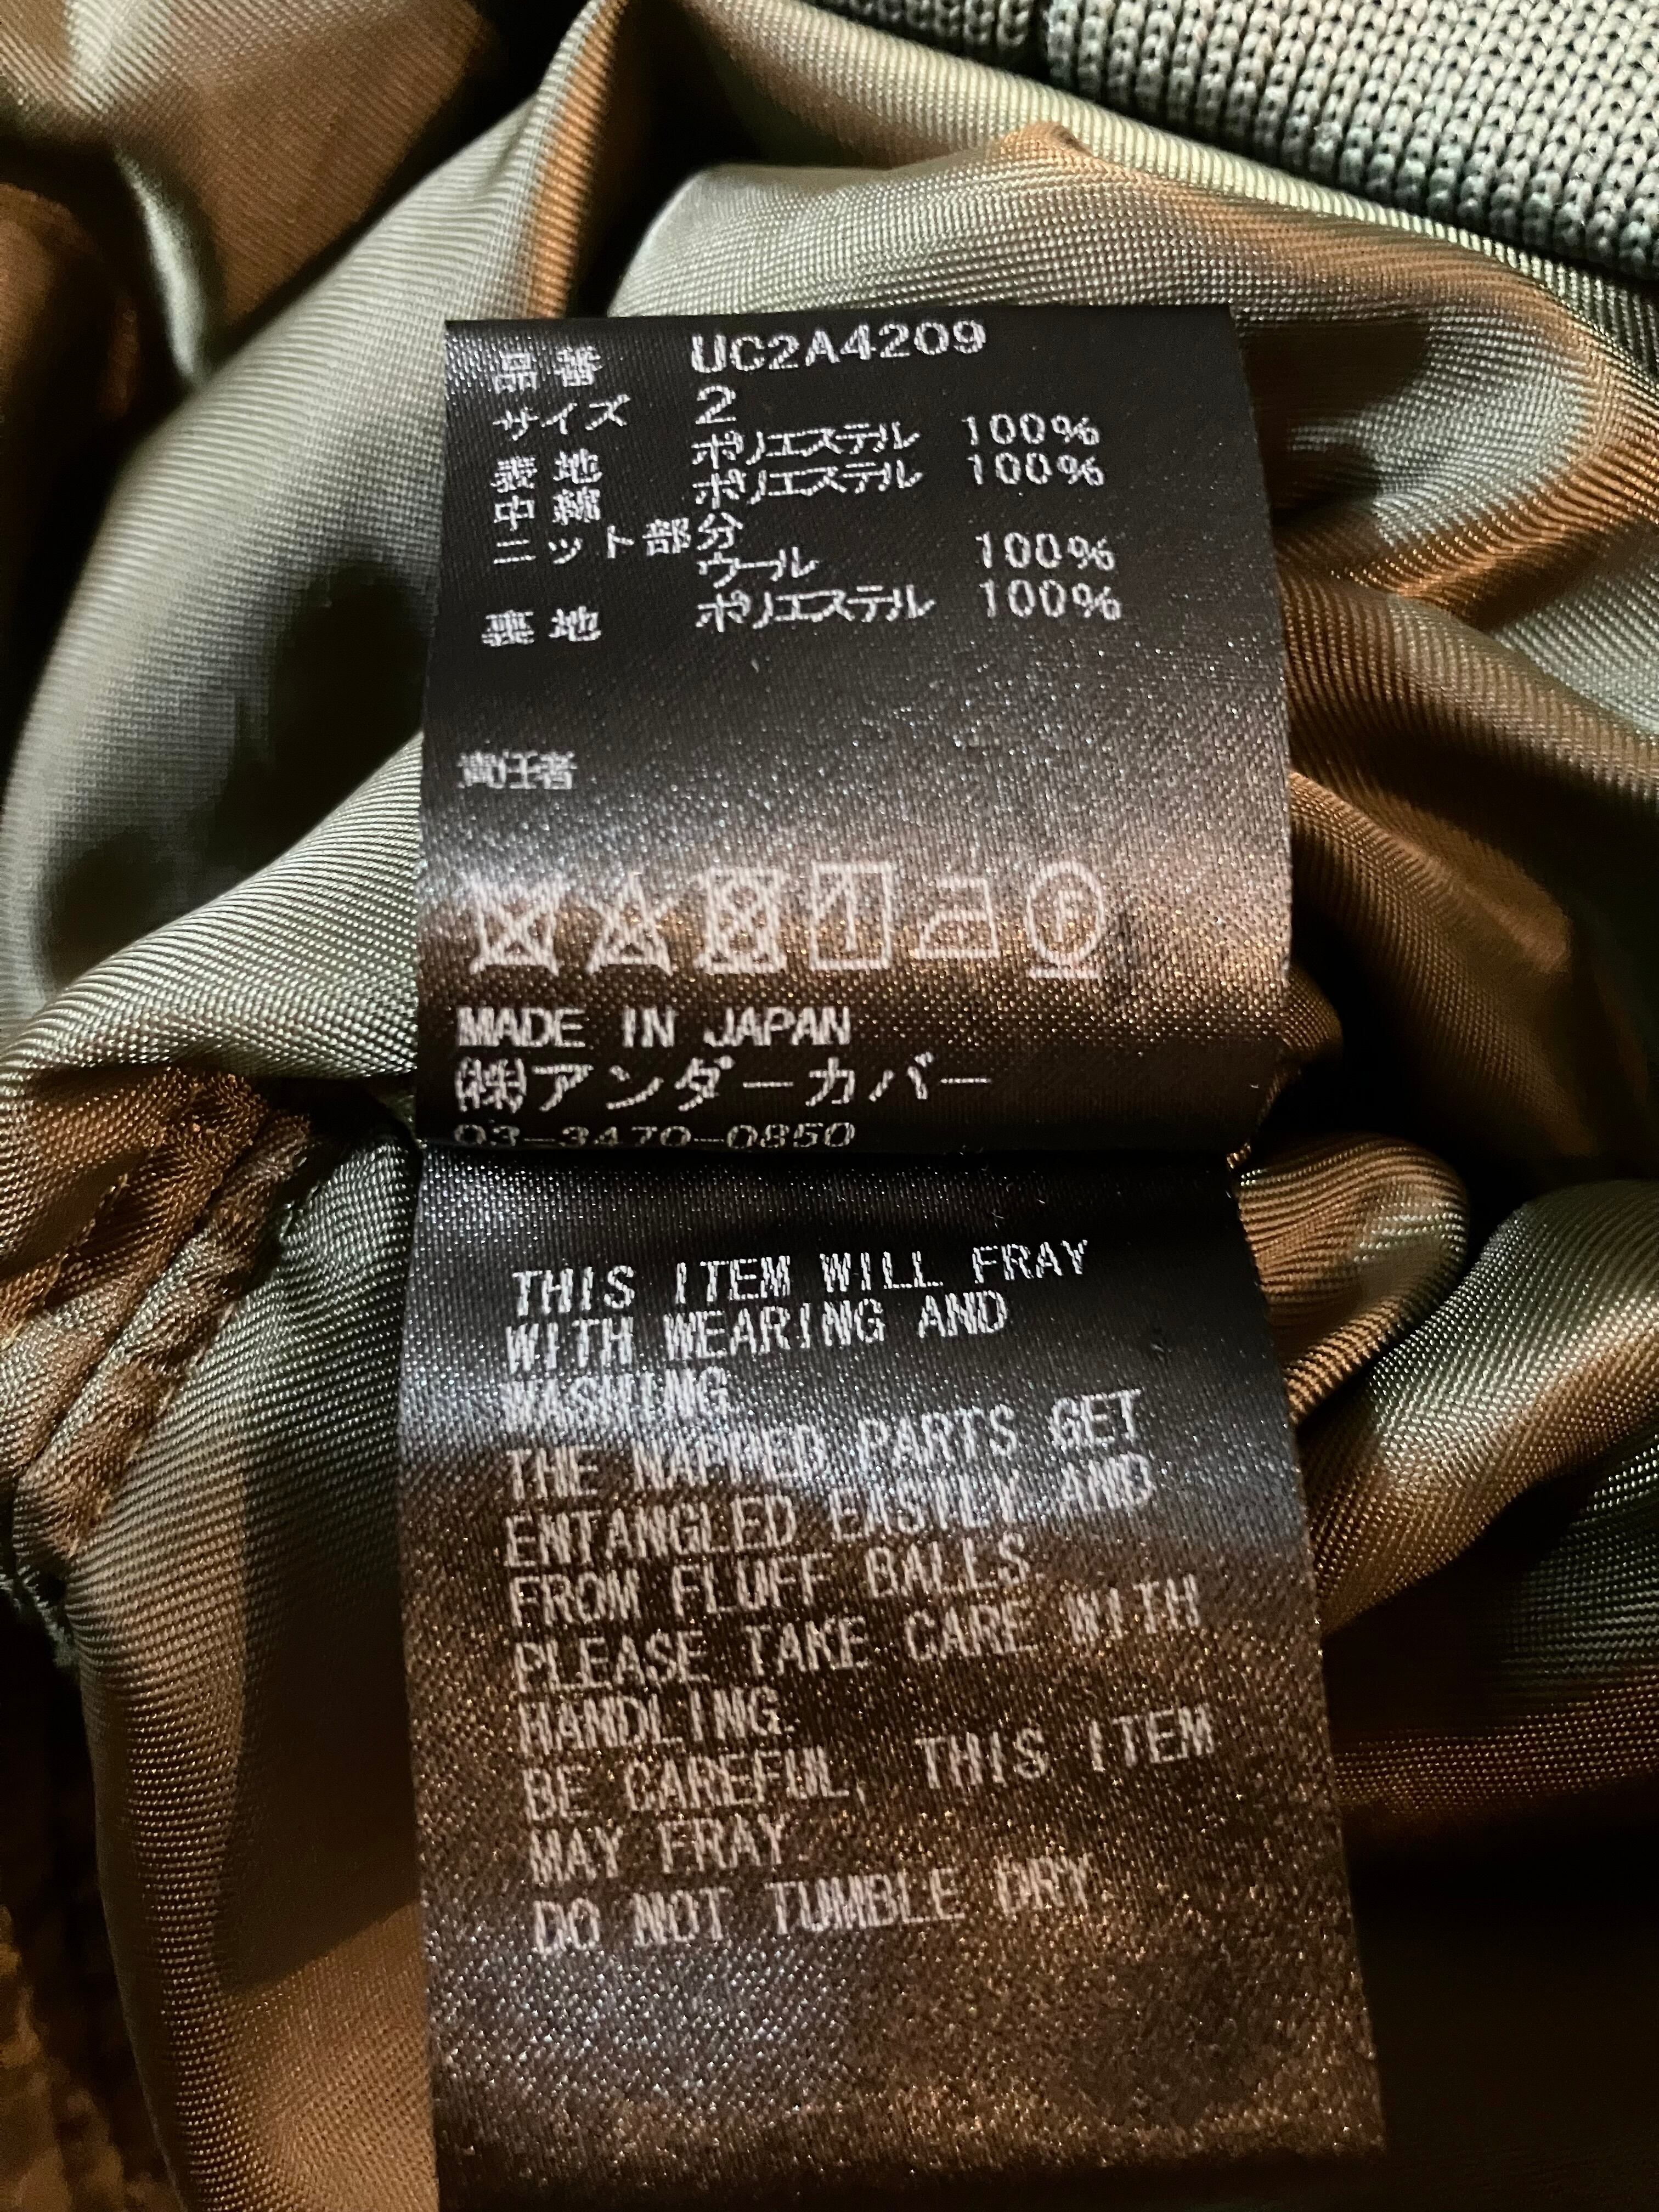 品番 UC2A4209
サイズ 2
表地 ポリエステル 100%
中綿 ポリエステル 100%
ニット部分
ウール 100%
裏地 ポリエステル 100%
責任者
MADE IN JAPAN
(株)アンダーカバー
03-3470-0850
THIS ITEM WILL FRAY
WITH WEARING AND
WASHING.
THE NAPPED PARTS GET
ENTANGLED EASILY AND
FROM FLUFF BALLS.
PLEASE TAKE CARE WITH
HANDLING.
BE CAREFUL, THIS ITEM
MAY FRAY.
DO NOT TUMBLE DRY.